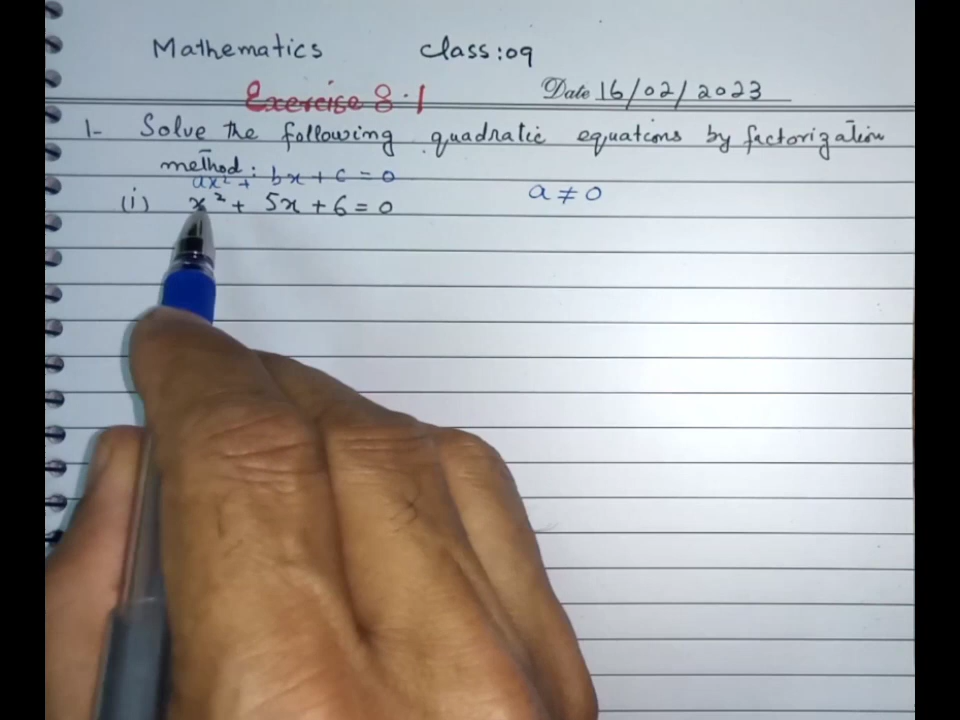 Mathematics Class:09
Exercise 8.1 Date 16/02/2023
1- Solve the following quadratic equations by factorization
method:
ax² + bx + c = 0 a ≠ 0
(i) x² + 5x + 6 = 0